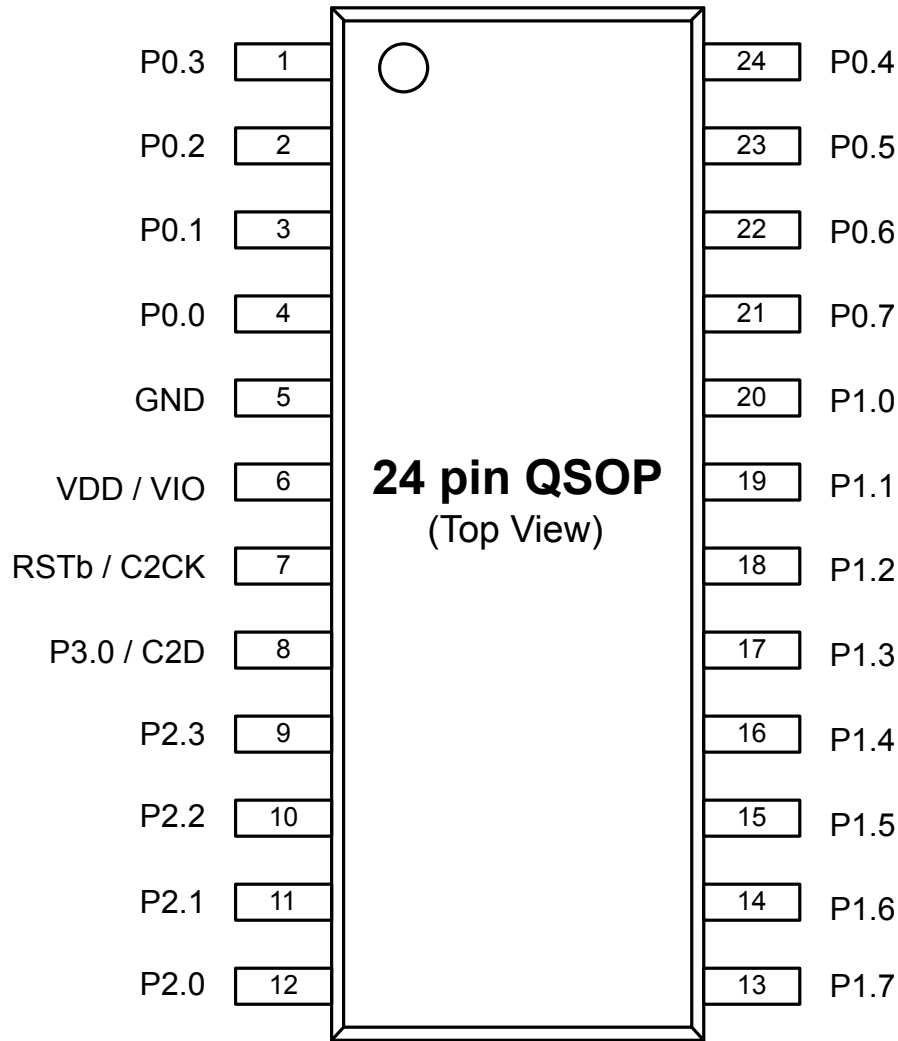 P0.3 1 24 P0.4
P0.2 2 23 P0.5
P0.1 3 22 P0.6
P0.0 4 21 P0.7
GND 5 20 P1.0
VDD / VIO 6 19 P1.1
24 pin QSOP
(Top View)
RSTb / C2CK 7 18 P1.2
P3.0 / C2D 8 17 P1.3
P2.3 9 16 P1.4
P2.2 10 15 P1.5
P2.1 11 14 P1.6
P2.0 12 13 P1.7